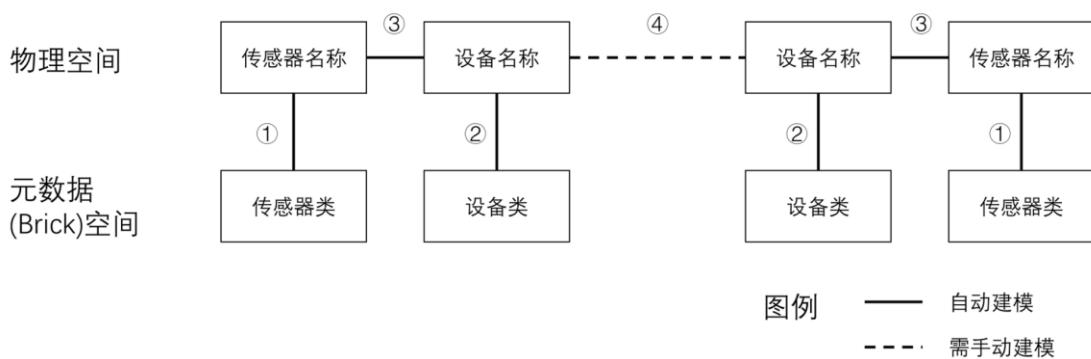 ③ ④ ③
物理空间 传感器名称 设备名称 设备名称 传感器名称
① ② ② ①
元数据
(Brick)空间 传感器类 设备类 设备类 传感器类
图例 自动建模
需手动建模